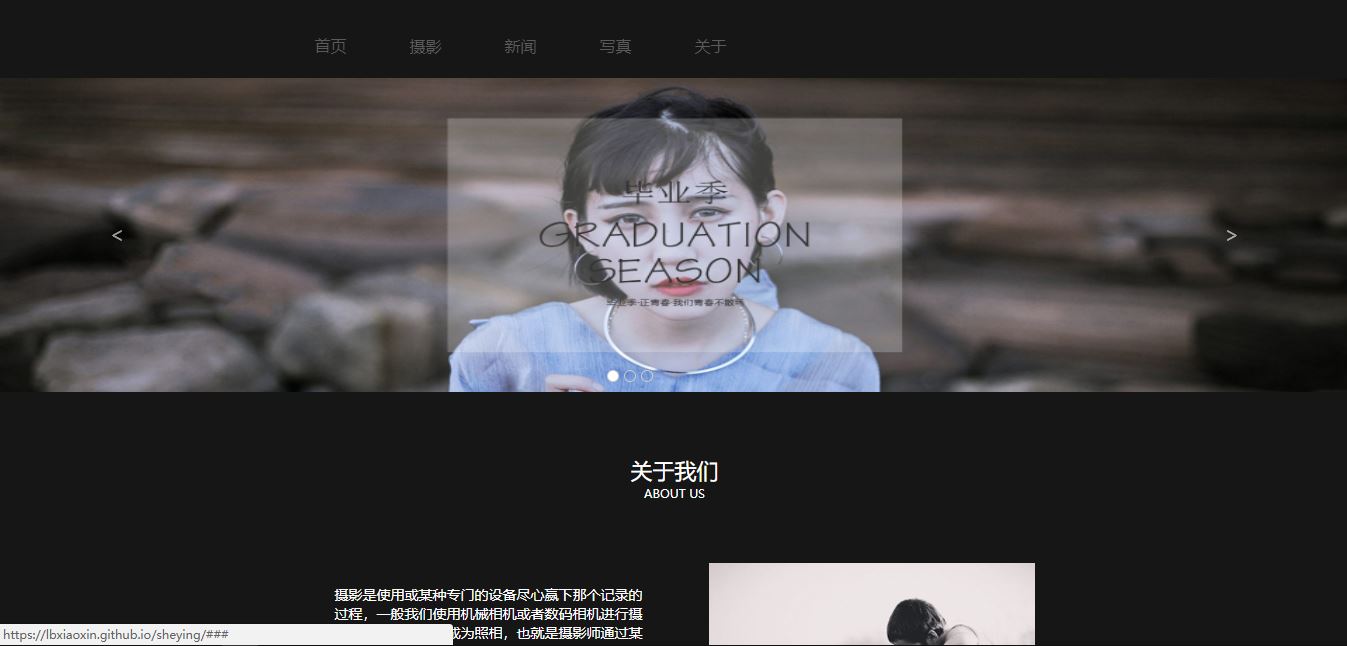 首页 摄影 新闻 写真 关于
毕业季
GRADUATION
SEASON
毕业季·正青春·我们青春不散场
<
>
关于我们
ABOUT US
摄影是使用或某种专门的设备尽心赢下那个记录的
过程，一般我们使用机械相机或者数码相机进行摄
成为照相，也就是摄影师通过某
https://lbxiaoxin.github.io/sheying/###